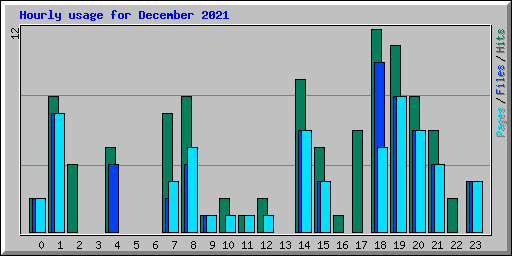 Hourly usage for December 2021
12
Pages/Files/Hits
0 1 2 3 4 5 6 7 8 9 10 11 12 13 14 15 16 17 18 19 20 21 22 23